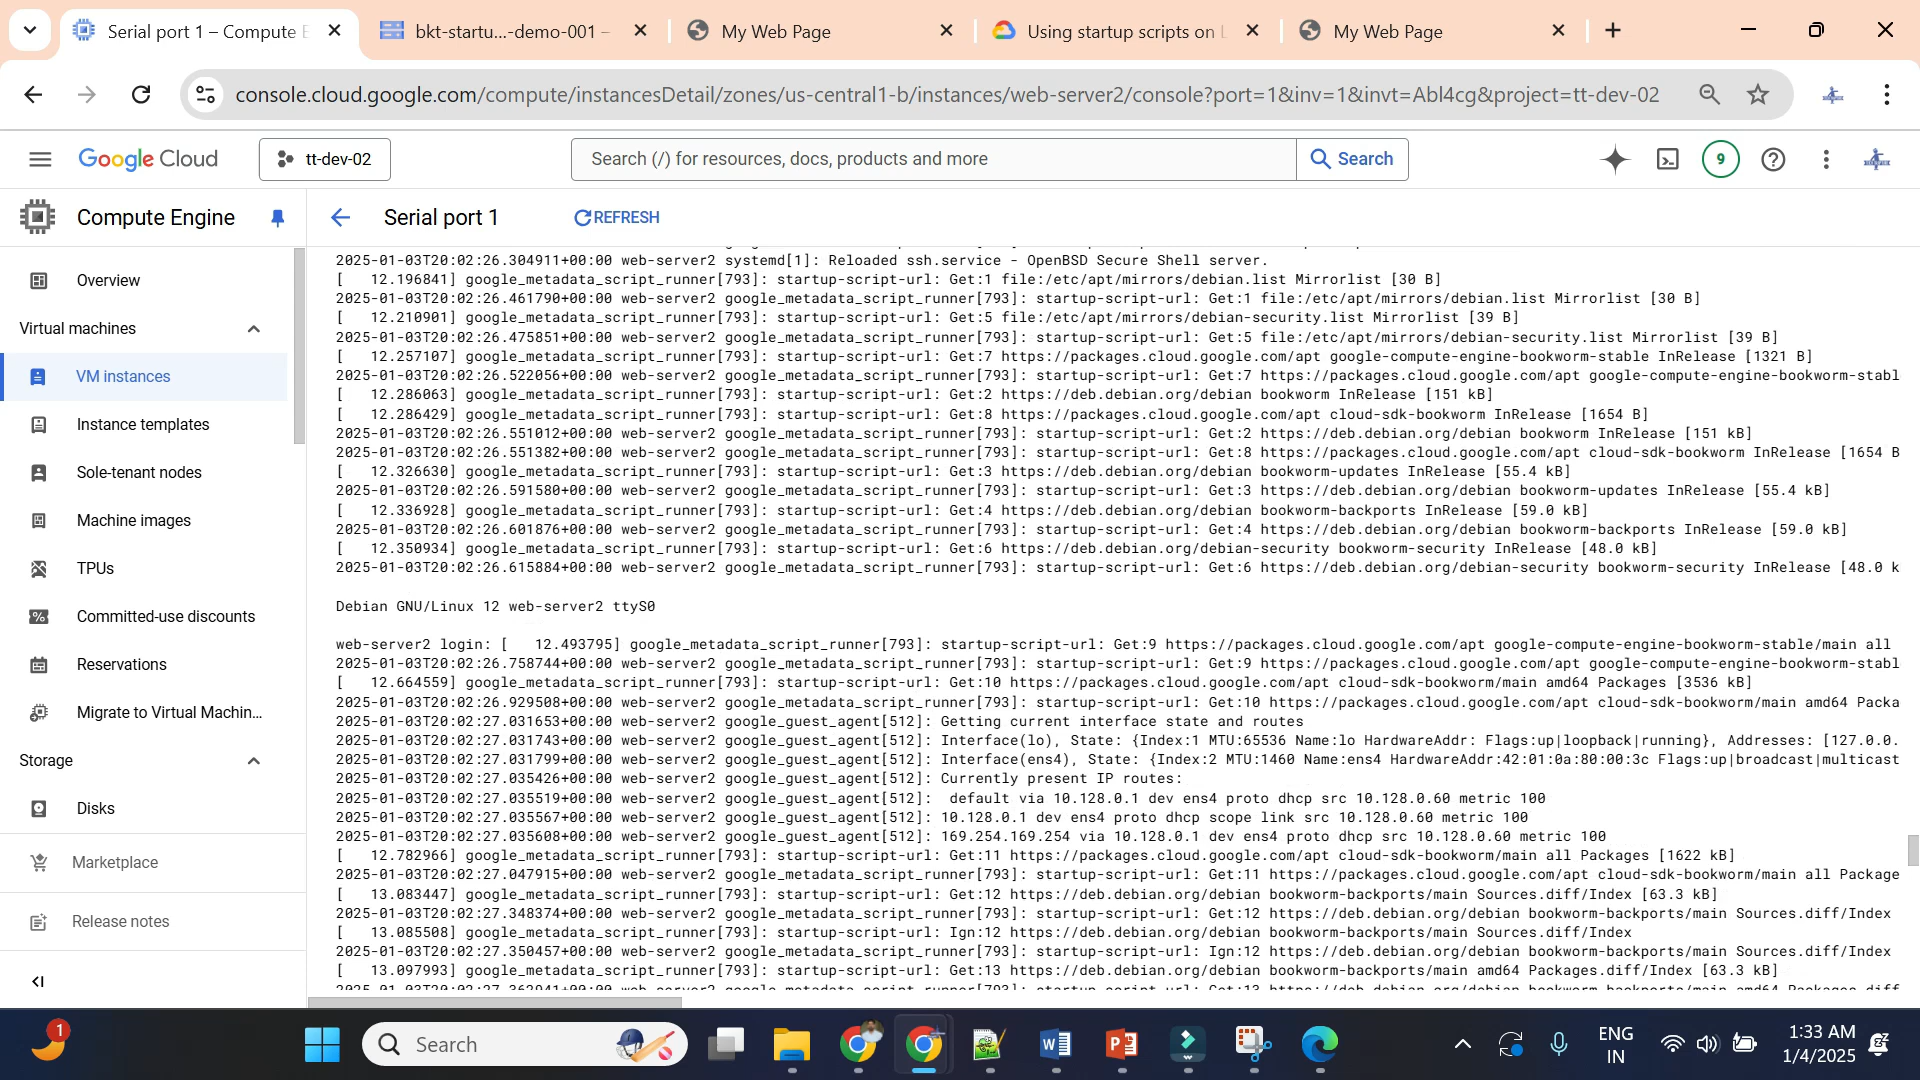 Serial port 1 – Compute E
bkt-startu...-demo-001 –
My Web Page
Using startup scripts on L
My Web Page
console.cloud.google.com/compute/instancesDetail/zones/us-central1-b/instances/web-server2/console?port=1&inv=1&invt=Abl4cg&project=tt-dev-02
Google Cloud
tt-dev-02
Search (/) for resources, docs, products and more
Search
9
Compute Engine
Serial port 1
REFRESH
Overview
Virtual machines
VM instances
Instance templates
Sole-tenant nodes
Machine images
TPUs
Committed-use discounts
Reservations
Migrate to Virtual Machin...
Storage
Disks
Marketplace
Release notes
2025-01-03T20:02:26.304911+00:00 web-server2 systemd[1]: Reloaded ssh.service - OpenBSD Secure Shell server.
[   12.196841] google_metadata_script_runner[793]: startup-script-url: Get:1 file:/etc/apt/mirrors/debian.list Mirrorlist [30 B]
2025-01-03T20:02:26.461790+00:00 web-server2 google_metadata_script_runner[793]: startup-script-url: Get:1 file:/etc/apt/mirrors/debian.list Mirrorlist [30 B]
[   12.210901] google_metadata_script_runner[793]: startup-script-url: Get:5 file:/etc/apt/mirrors/debian-security.list Mirrorlist [39 B]
2025-01-03T20:02:26.475851+00:00 web-server2 google_metadata_script_runner[793]: startup-script-url: Get:5 file:/etc/apt/mirrors/debian-security.list Mirrorlist [39 B]
[   12.257107] google_metadata_script_runner[793]: startup-script-url: Get:7 https://packages.cloud.google.com/apt google-compute-engine-bookworm-stable InRelease [1321 B]
2025-01-03T20:02:26.522056+00:00 web-server2 google_metadata_script_runner[793]: startup-script-url: Get:7 https://packages.cloud.google.com/apt google-compute-engine-bookworm-stabl
[   12.286063] google_metadata_script_runner[793]: startup-script-url: Get:2 https://deb.debian.org/debian bookworm InRelease [151 kB]
[   12.286429] google_metadata_script_runner[793]: startup-script-url: Get:8 https://packages.cloud.google.com/apt cloud-sdk-bookworm InRelease [1654 B]
2025-01-03T20:02:26.551012+00:00 web-server2 google_metadata_script_runner[793]: startup-script-url: Get:2 https://deb.debian.org/debian bookworm InRelease [151 kB]
2025-01-03T20:02:26.551382+00:00 web-server2 google_metadata_script_runner[793]: startup-script-url: Get:8 https://packages.cloud.google.com/apt cloud-sdk-bookworm InRelease [1654 B
[   12.326630] google_metadata_script_runner[793]: startup-script-url: Get:3 https://deb.debian.org/debian bookworm-updates InRelease [55.4 kB]
2025-01-03T20:02:26.591580+00:00 web-server2 google_metadata_script_runner[793]: startup-script-url: Get:3 https://deb.debian.org/debian bookworm-updates InRelease [55.4 kB]
[   12.336928] google_metadata_script_runner[793]: startup-script-url: Get:4 https://deb.debian.org/debian bookworm-backports InRelease [59.0 kB]
2025-01-03T20:02:26.601876+00:00 web-server2 google_metadata_script_runner[793]: startup-script-url: Get:4 https://deb.debian.org/debian bookworm-backports InRelease [59.0 kB]
[   12.350934] google_metadata_script_runner[793]: startup-script-url: Get:6 https://deb.debian.org/debian-security bookworm-security InRelease [48.0 kB]
2025-01-03T20:02:26.615884+00:00 web-server2 google_metadata_script_runner[793]: startup-script-url: Get:6 https://deb.debian.org/debian-security bookworm-security InRelease [48.0 k
Debian GNU/Linux 12 web-server2 ttyS0
web-server2 login: [   12.493795] google_metadata_script_runner[793]: startup-script-url: Get:9 https://packages.cloud.google.com/apt google-compute-engine-bookworm-stable/main all
2025-01-03T20:02:26.758744+00:00 web-server2 google_metadata_script_runner[793]: startup-script-url: Get:9 https://packages.cloud.google.com/apt google-compute-engine-bookworm-stabl
[   12.664559] google_metadata_script_runner[793]: startup-script-url: Get:10 https://packages.cloud.google.com/apt cloud-sdk-bookworm/main amd64 Packages [3536 kB]
2025-01-03T20:02:26.929508+00:00 web-server2 google_metadata_script_runner[793]: startup-script-url: Get:10 https://packages.cloud.google.com/apt cloud-sdk-bookworm/main amd64 Packa
2025-01-03T20:02:27.031653+00:00 web-server2 google_guest_agent[512]: Getting current interface state and routes
2025-01-03T20:02:27.031743+00:00 web-server2 google_guest_agent[512]: Interface(lo), State: {Index:1 MTU:65536 Name:lo HardwareAddr: Flags:up|loopback|running}, Addresses: [127.0.0.
2025-01-03T20:02:27.031799+00:00 web-server2 google_guest_agent[512]: Interface(ens4), State: {Index:2 MTU:1460 Name:ens4 HardwareAddr:42:01:0a:80:00:3c Flags:up|broadcast|multicast
2025-01-03T20:02:27.035426+00:00 web-server2 google_guest_agent[512]: Currently present IP routes:
2025-01-03T20:02:27.035519+00:00 web-server2 google_guest_agent[512]:  default via 10.128.0.1 dev ens4 proto dhcp src 10.128.0.60 metric 100
2025-01-03T20:02:27.035567+00:00 web-server2 google_guest_agent[512]: 10.128.0.1 dev ens4 proto dhcp scope link src 10.128.0.60 metric 100
2025-01-03T20:02:27.035608+00:00 web-server2 google_guest_agent[512]: 169.254.169.254 via 10.128.0.1 dev ens4 proto dhcp src 10.128.0.60 metric 100
[   12.782966] google_metadata_script_runner[793]: startup-script-url: Get:11 https://packages.cloud.google.com/apt cloud-sdk-bookworm/main all Packages [1622 kB]
2025-01-03T20:02:27.047915+00:00 web-server2 google_metadata_script_runner[793]: startup-script-url: Get:11 https://packages.cloud.google.com/apt cloud-sdk-bookworm/main all Package
[   13.083447] google_metadata_script_runner[793]: startup-script-url: Get:12 https://deb.debian.org/debian bookworm-backports/main Sources.diff/Index [63.3 kB]
2025-01-03T20:02:27.348374+00:00 web-server2 google_metadata_script_runner[793]: startup-script-url: Get:12 https://deb.debian.org/debian bookworm-backports/main Sources.diff/Index
[   13.085508] google_metadata_script_runner[793]: startup-script-url: Ign:12 https://deb.debian.org/debian bookworm-backports/main Sources.diff/Index
2025-01-03T20:02:27.350457+00:00 web-server2 google_metadata_script_runner[793]: startup-script-url: Ign:12 https://deb.debian.org/debian bookworm-backports/main Sources.diff/Index
[   13.097993] google_metadata_script_runner[793]: startup-script-url: Get:13 https://deb.debian.org/debian bookworm-backports/main amd64 Packages.diff/Index [63.3 kB]
2025-01-03T20:02:27.362941+00:00 web-server2 google_metadata_script_runner[793]: startup-script-url: Get:13 https://deb.debian.org/debian bookworm-backports/main amd64 Packages.diff
1
Search
ENG
IN
1:33 AM
1/4/2025